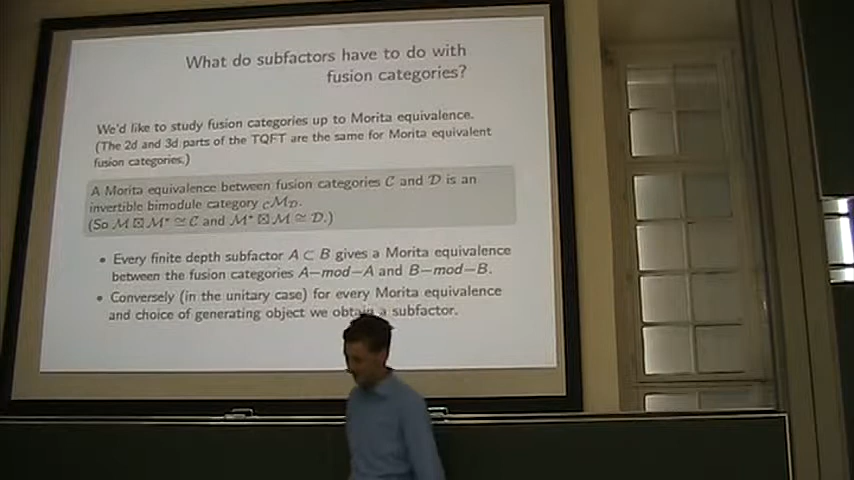 What do subfactors have to do with
fusion categories?
We'd like to study fusion categories up to Morita equivalence.
(The 2d and 3d parts of the TQFT are the same for Morita equivalent
fusion categories.)
A Morita equivalence between fusion categories 𝒞 and 𝒟 is an
invertible bimodule category 𝒞ℳ𝒟.
(So ℳ ⊠ ℳ* ≅ 𝒞 and ℳ* ⊠ ℳ ≅ 𝒟.)
• Every finite depth subfactor A ⊂ B gives a Morita equivalence
between the fusion categories A−mod−A and B−mod−B.
• Conversely (in the unitary case) for every Morita equivalence
and choice of generating object we obtain a subfactor.